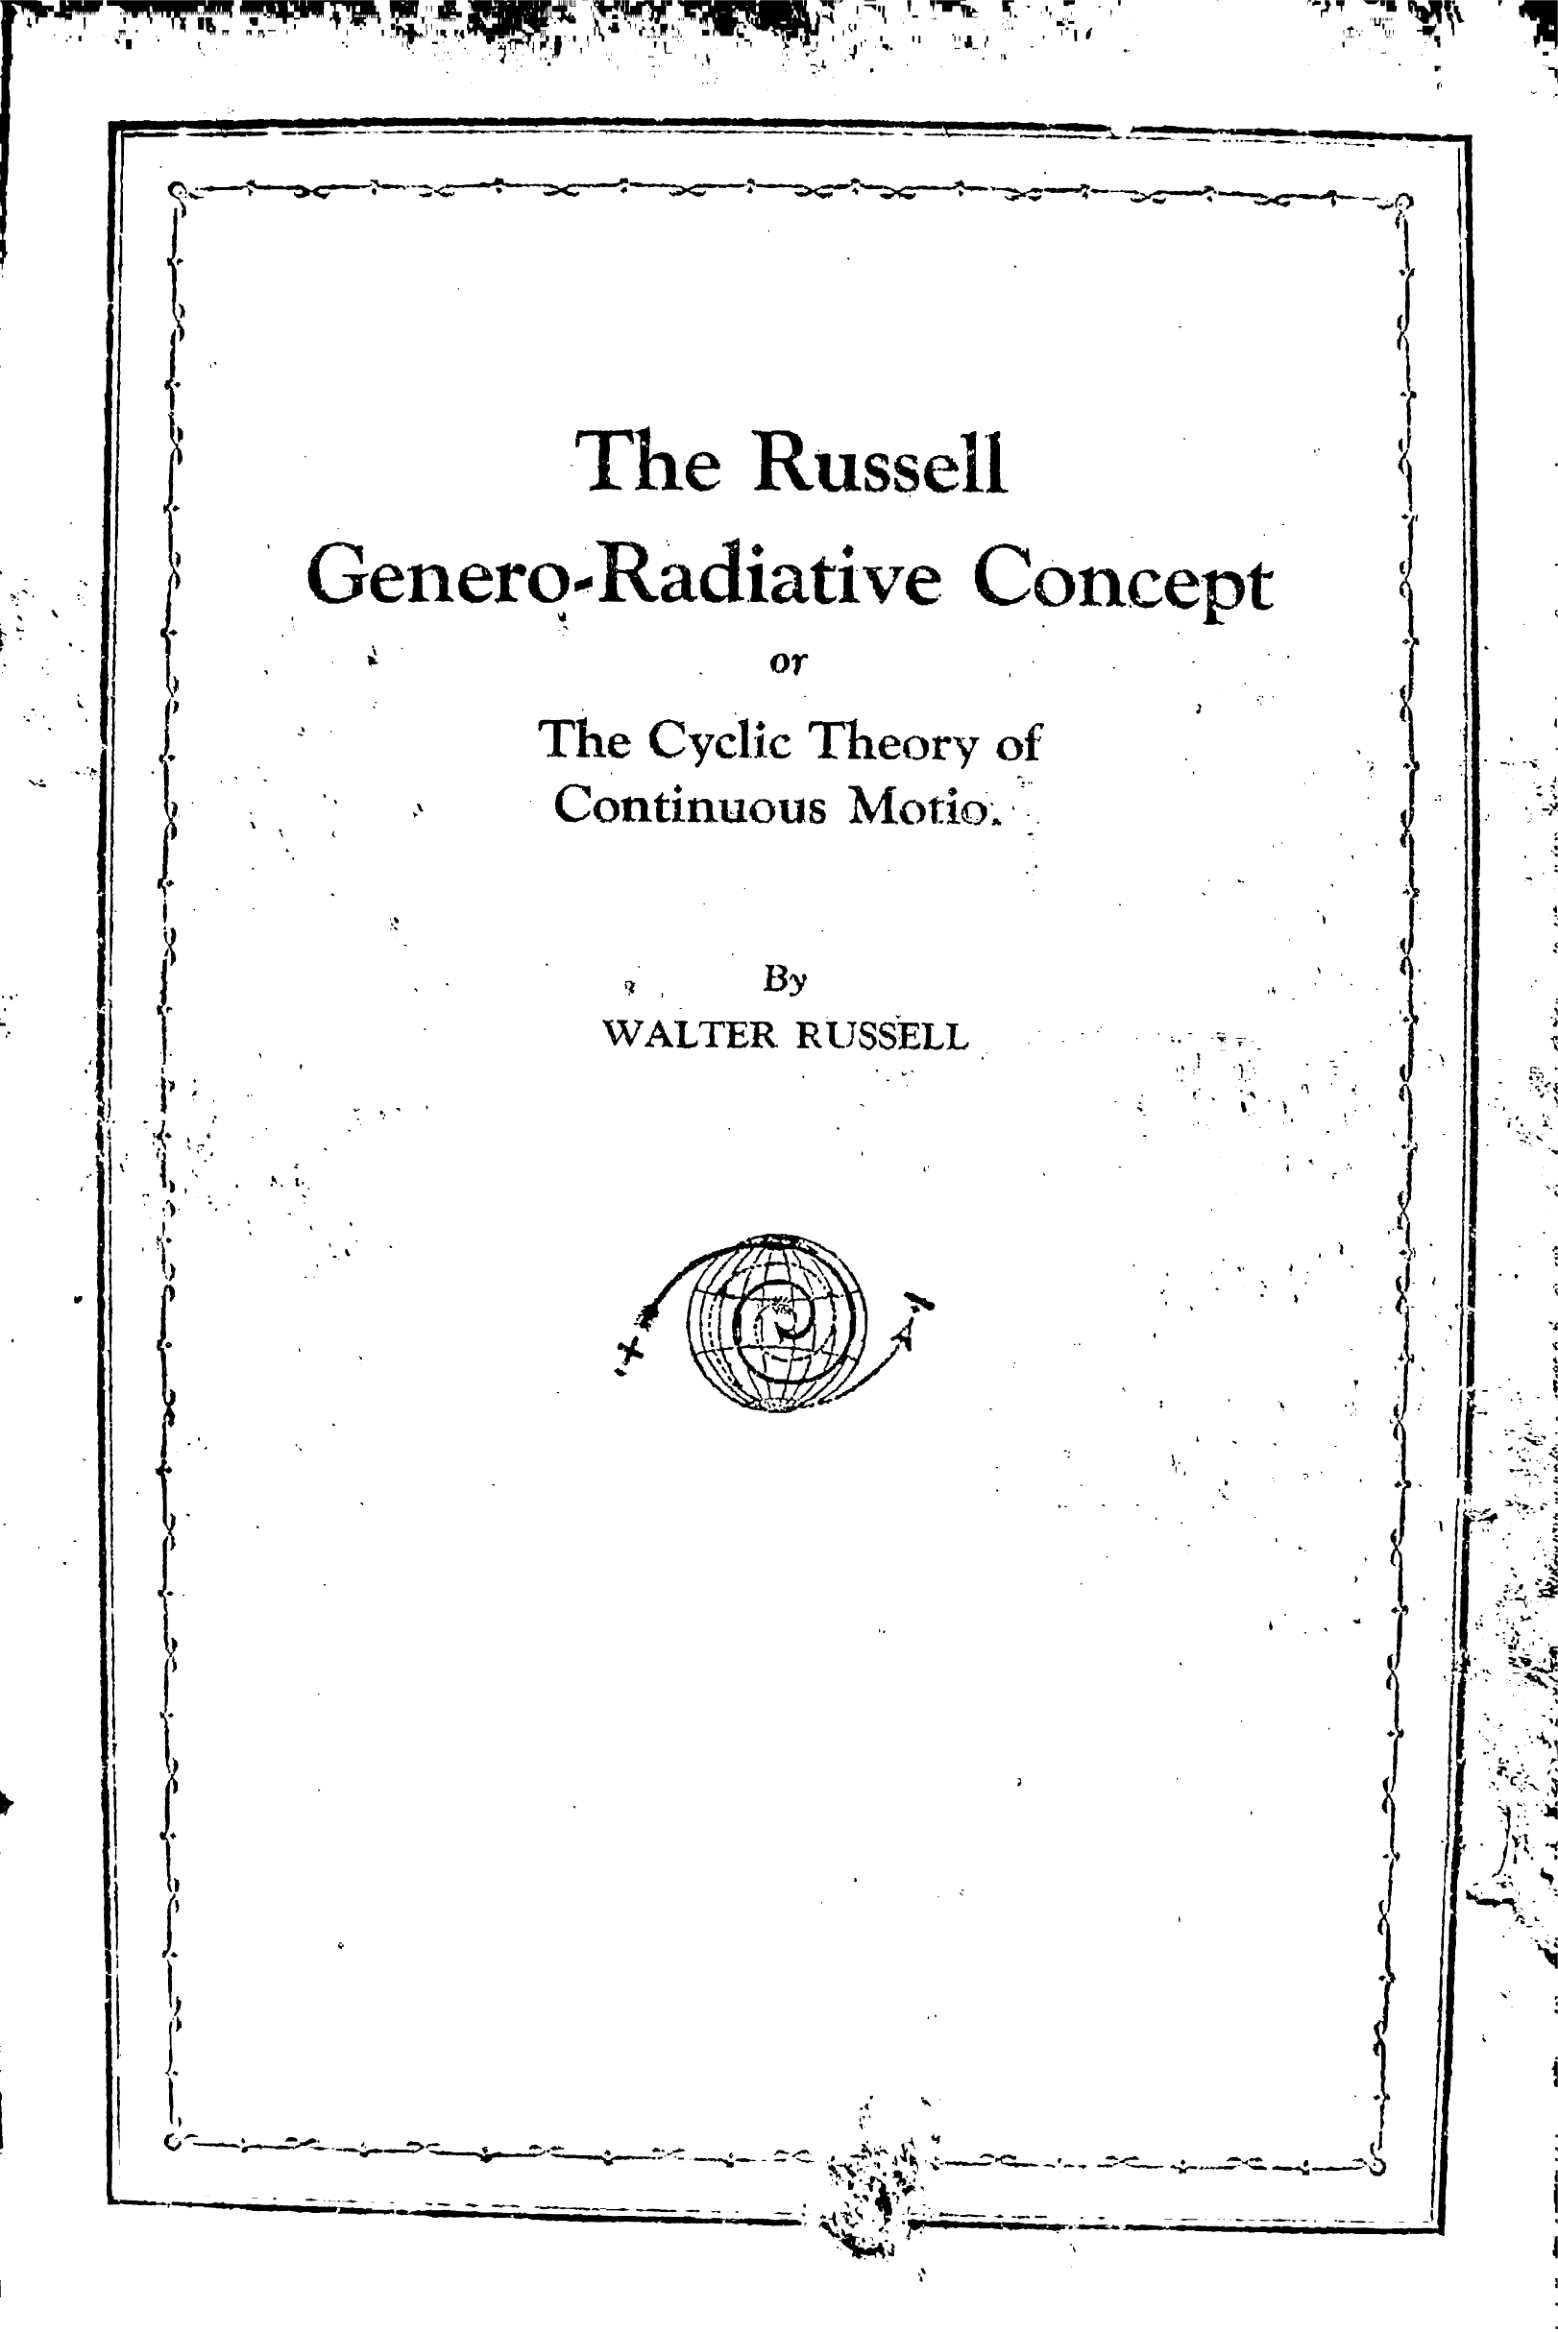 The Russell
Genero-Radiative Concept
or
The Cyclic Theory of
Continuous Motio.
By
WALTER RUSSELL
+